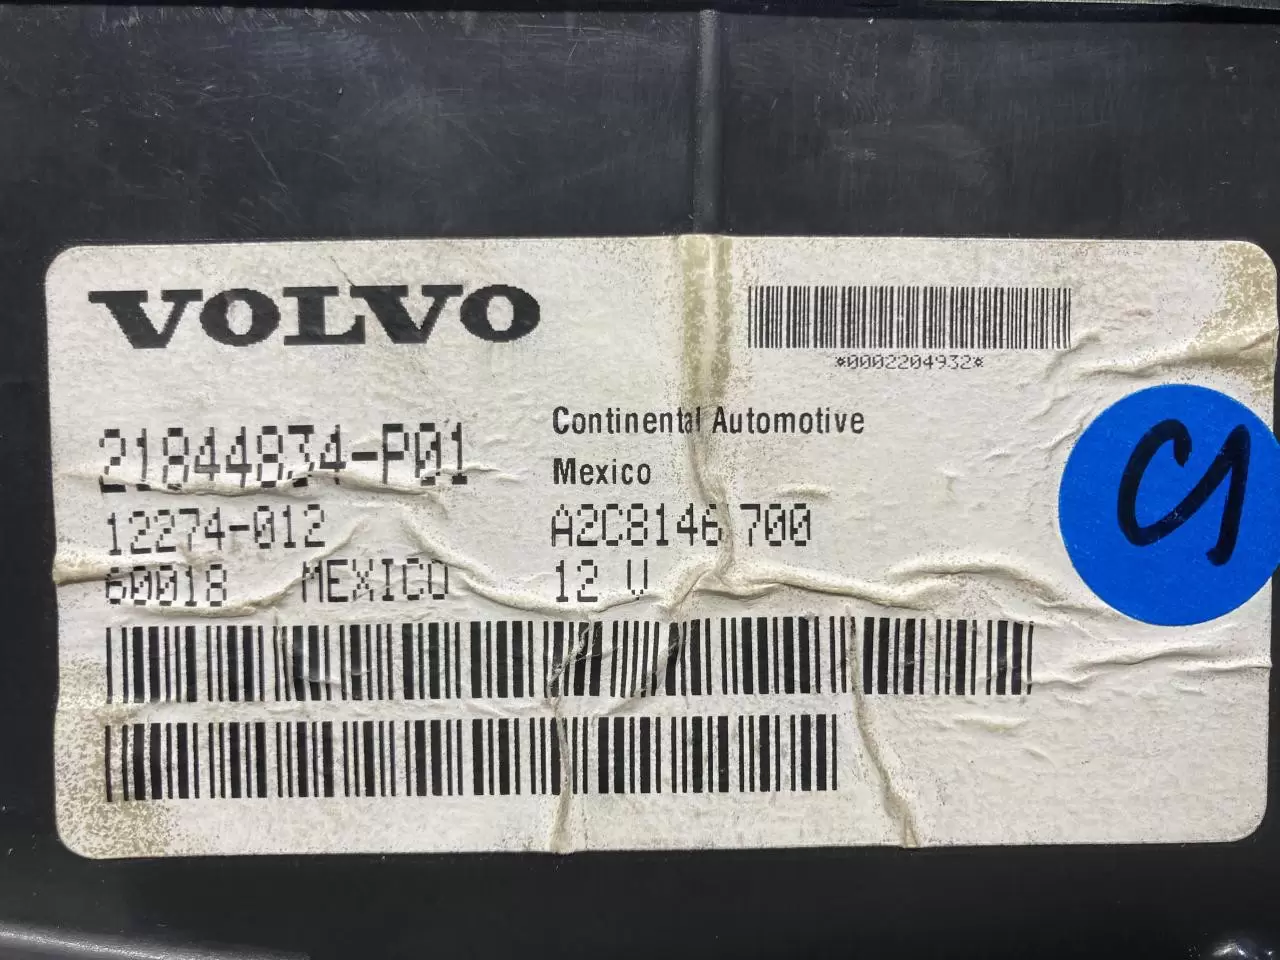 VOLVO
*0002204932*
21844834-P01
Continental Automotive
Mexico
12274-012
A2C8146 700
60018 MEXICO
12 V
C1